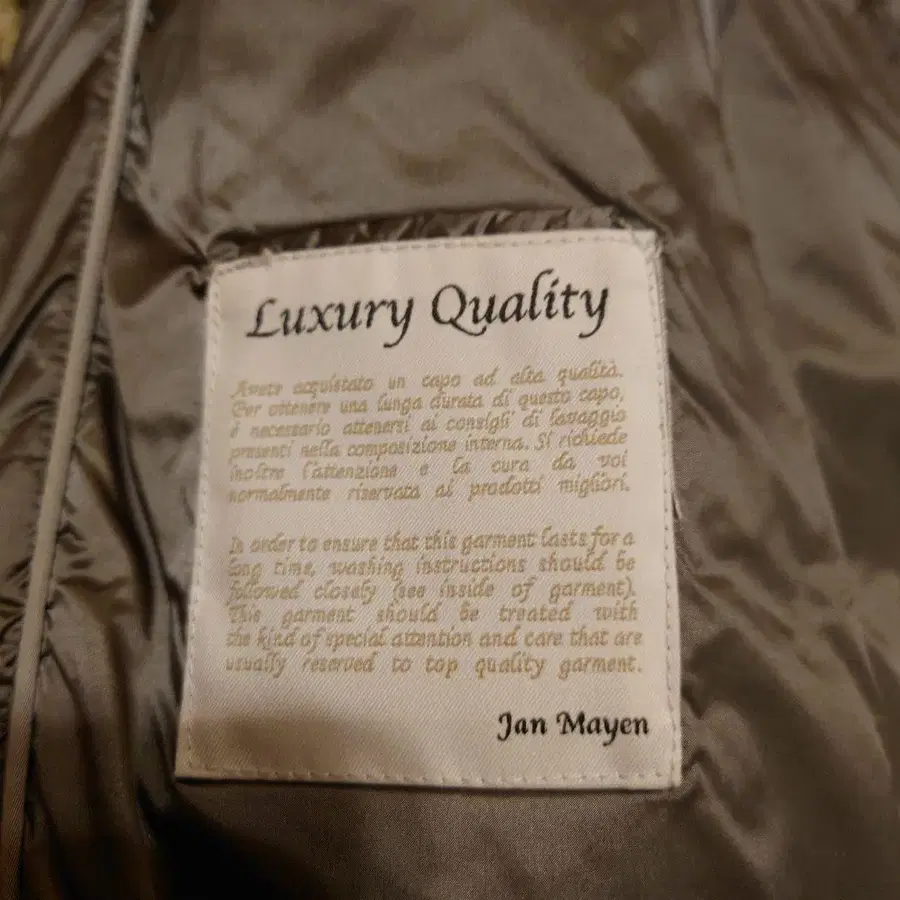 Luxury Quality
Avete acquistato un capo ad alta qualità.
Per ottenere una lunga durata di questo capo,
è necessario attenersi ai consigli di lavaggio
presenti nella composizione interna. Si richiede
inoltre l'attenzione e la cura da voi
normalmente riservata ai prodotti migliori.
In order to ensure that this garment lasts for a
long time, washing instructions should be
followed closely (see inside of garment).
This garment should be treated with
the kind of special attention and care that are
usually reserved to top quality garment.
Jan Mayen